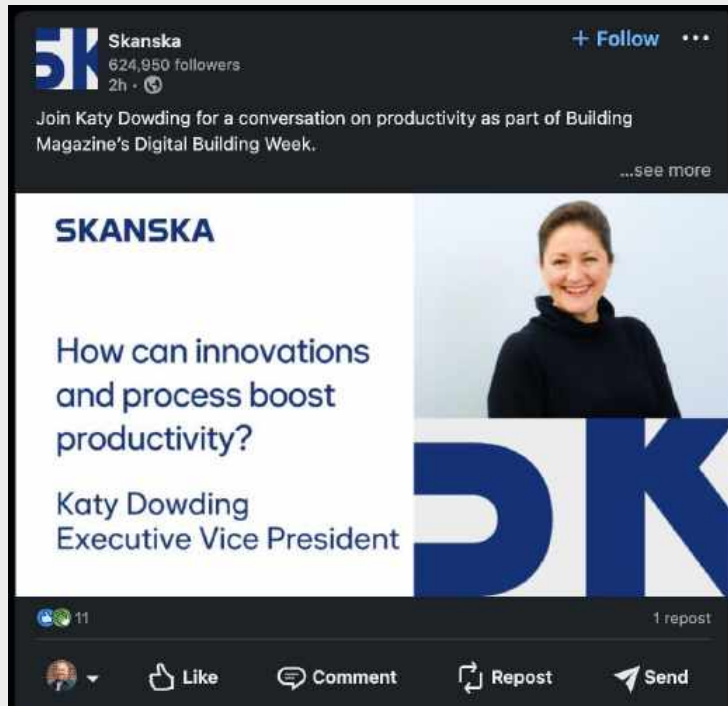 Skanska
+ Follow
624,950 followers
2h •
Join Katy Dowding for a conversation on productivity as part of Building
Magazine's Digital Building Week.
...see more
SKANSKA
How can innovations
and process boost
productivity?
Katy Dowding
Executive Vice President
SK
11
1 repost
Like
Comment
Repost
Send